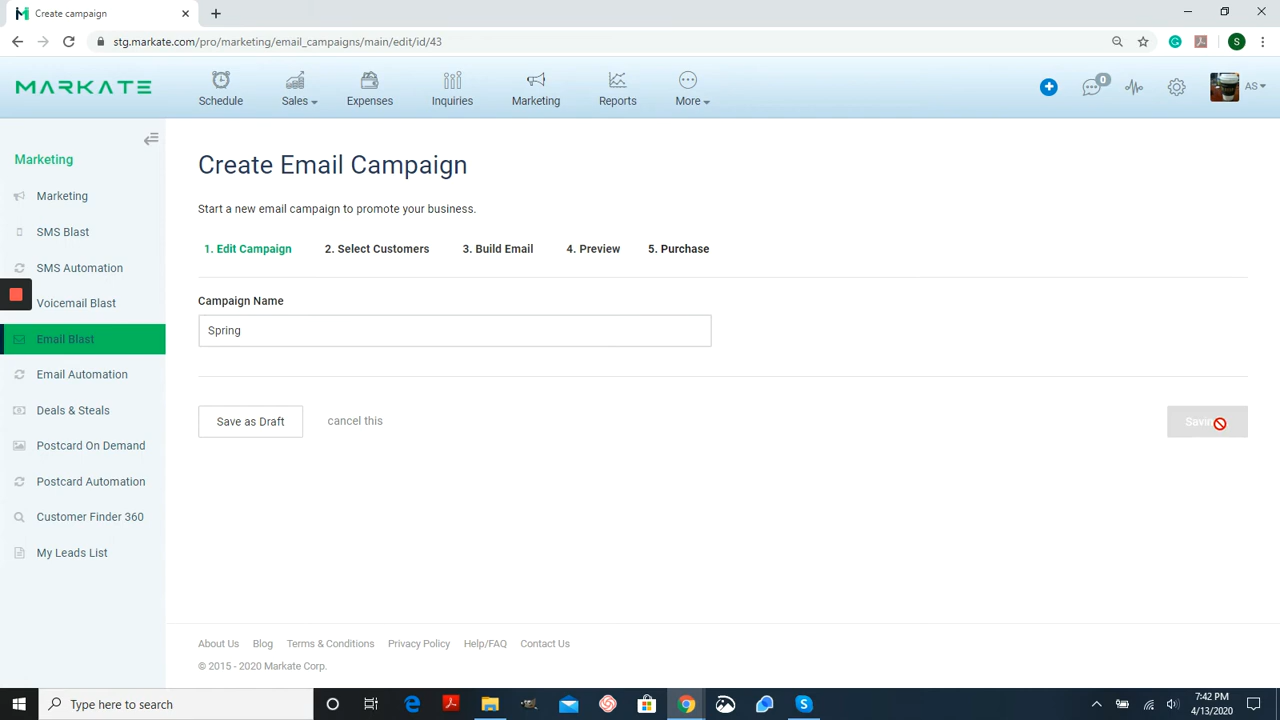 Create campaign
stg.markate.com/pro/marketing/email_campaigns/main/edit/id/43
S
MARKATE
Schedule
Sales
Expenses
Inquiries
Marketing
Reports
More
0
AS
Marketing
Marketing
SMS Blast
SMS Automation
Voicemail Blast
Email Blast
Email Automation
Deals & Steals
Postcard On Demand
Postcard Automation
Customer Finder 360
My Leads List
Create Email Campaign
Start a new email campaign to promote your business.
1. Edit Campaign 2. Select Customers 3. Build Email 4. Preview 5. Purchase
Campaign Name
Spring
Save as Draft cancel this
About Us Blog Terms & Conditions Privacy Policy Help/FAQ Contact Us
© 2015 - 2020 Markate Corp.
Type here to search
7:42 PM
4/13/2020